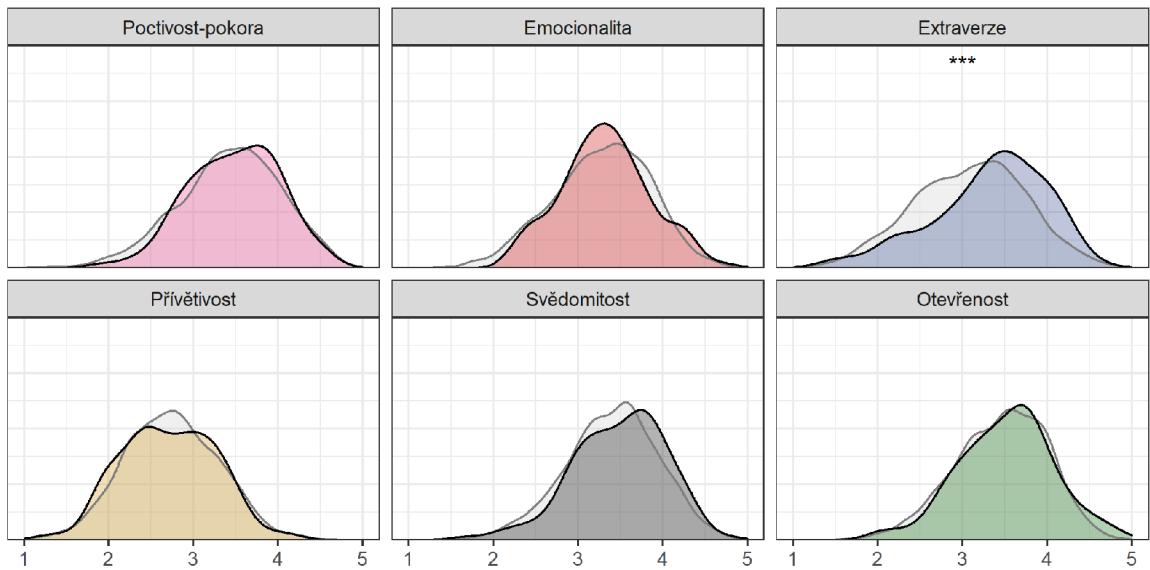 Poctivost-pokora
Emocionalita
Extraverze
***
Přívětivost
Svědomitost
Otevřenost
1 2 3 4 5
1 2 3 4 5
1 2 3 4 5